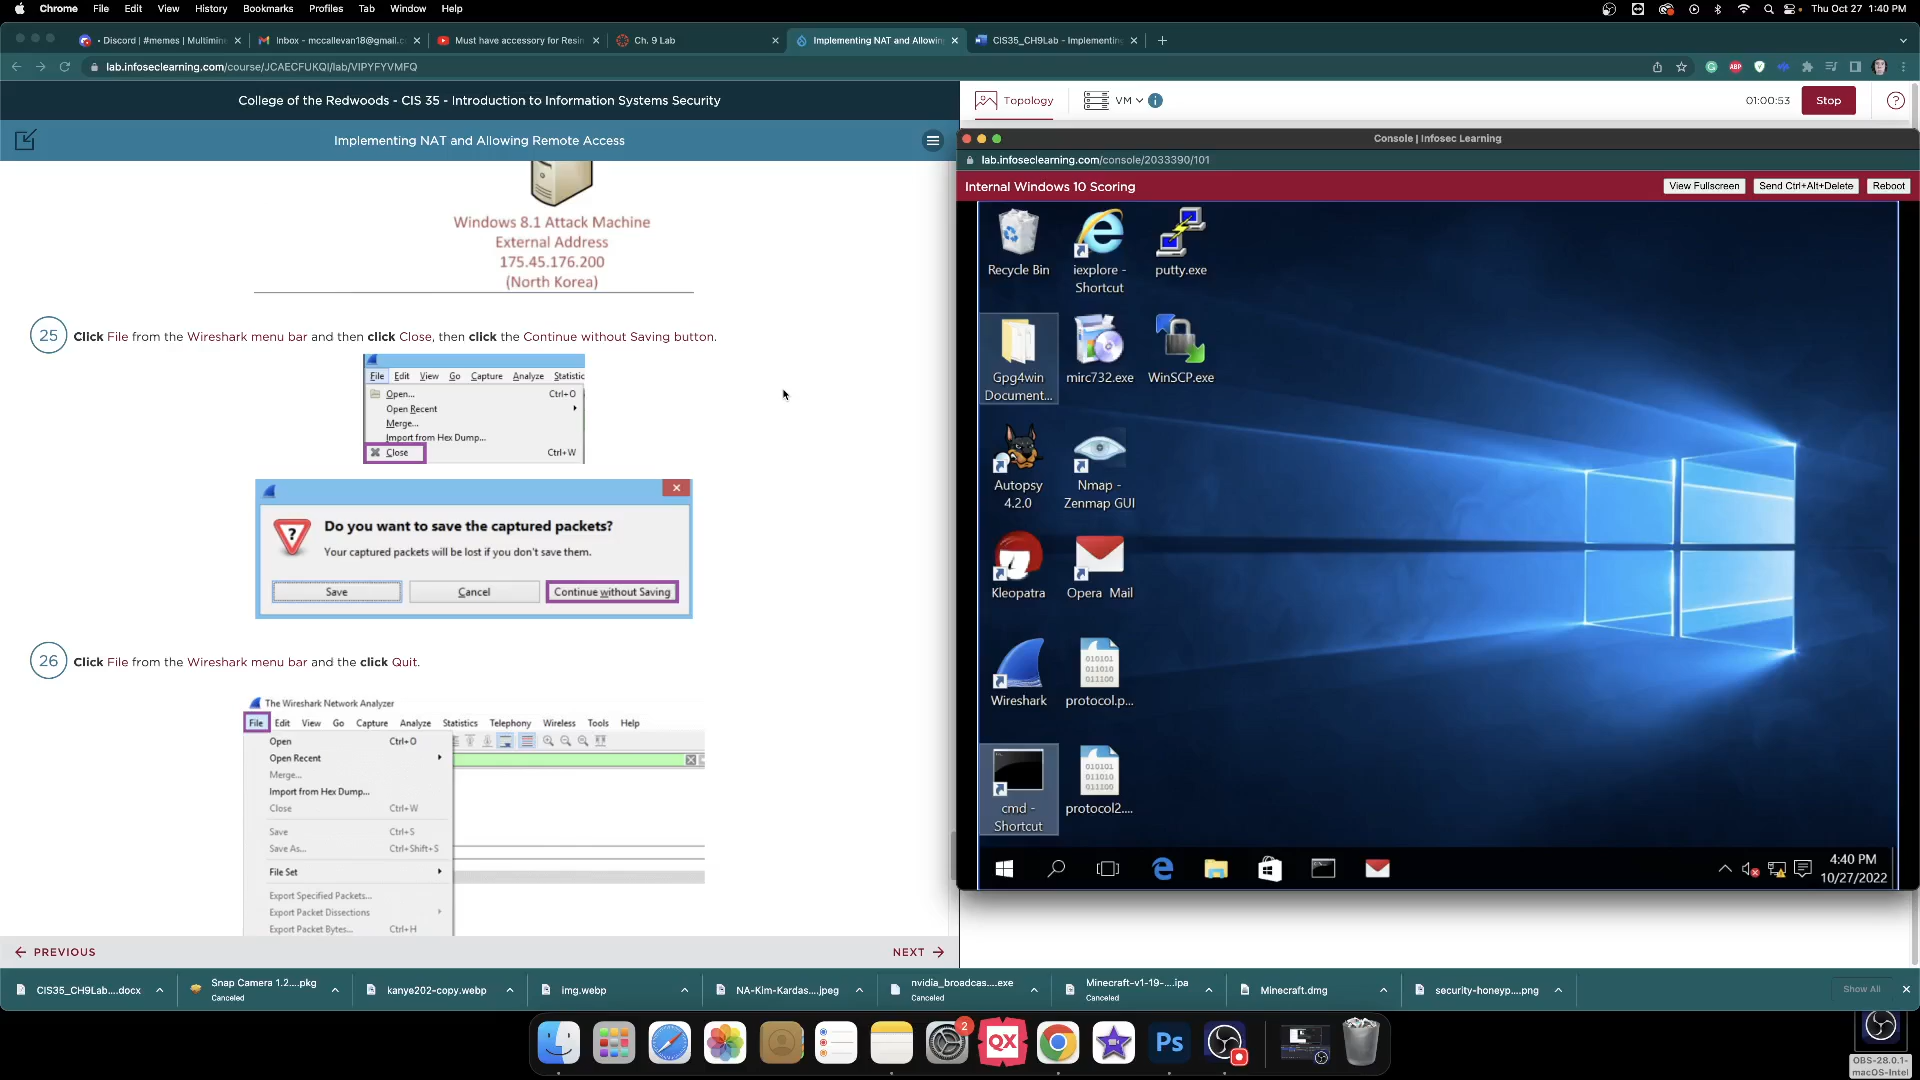 Chrome File Edit View History Bookmarks Profiles Tab Window Help
Thu Oct 27 1:40 PM
Discord | #memes | Multimine
Inbox - mccallevan18@gmail.c
Must have accessory for Resin
Ch. 9 Lab
Implementing NAT and Allowin
CIS35_CH9Lab - Implementing
lab.infoseclearning.com/course/JCAECFUKQI/lab/VIPYFYVMFQ
College of the Redwoods - CIS 35 - Introduction to Information Systems Security
Topology
VM
01:00:53
Stop
Implementing NAT and Allowing Remote Access
Console | Infosec Learning
lab.infoseclearning.com/console/2033390/101
Internal Windows 10 Scoring
View Fullscreen
Send Ctrl+Alt+Delete
Reboot
Windows 8.1 Attack Machine
External Address
175.45.176.200
(North Korea)
25
Click File from the Wireshark menu bar and then click Close, then click the Continue without Saving button.
File Edit View Go Capture Analyze Statistic
Open... Ctrl+O
Open Recent
Merge...
Import from Hex Dump...
Close Ctrl+W
Do you want to save the captured packets?
Your captured packets will be lost if you don't save them.
Save
Cancel
Continue without Saving
26
Click File from the Wireshark menu bar and the click Quit.
The Wireshark Network Analyzer
File Edit View Go Capture Analyze Statistics Telephony Wireless Tools Help
Open Ctrl+O
Open Recent
Merge...
Import from Hex Dump...
Close Ctrl+W
Save Ctrl+S
Save As... Ctrl+Shift+S
File Set
Export Specified Packets...
Export Packet Dissections
Export Packet Bytes... Ctrl+H
PREVIOUS
NEXT
Recycle Bin
iexplore -
Shortcut
putty.exe
Gpg4win
Document...
mirc732.exe
WinSCP.exe
Autopsy
4.2.0
Nmap -
Zenmap GUI
Kleopatra
Opera Mail
Wireshark
protocol.p...
cmd -
Shortcut
protocol2....
4:40 PM
10/27/2022
CIS35_CH9Lab....docx
Snap Camera 1.2....pkg
Canceled
kanye202-copy.webp
img.webp
NA-Kim-Kardas....jpeg
nvidia_broadcas....exe
Canceled
Minecraft-v1-19-....ipa
Canceled
Minecraft.dmg
security-honeyp....png
Show All
2
QX
Ps
OBS-28.0.1-
macOS-Intel